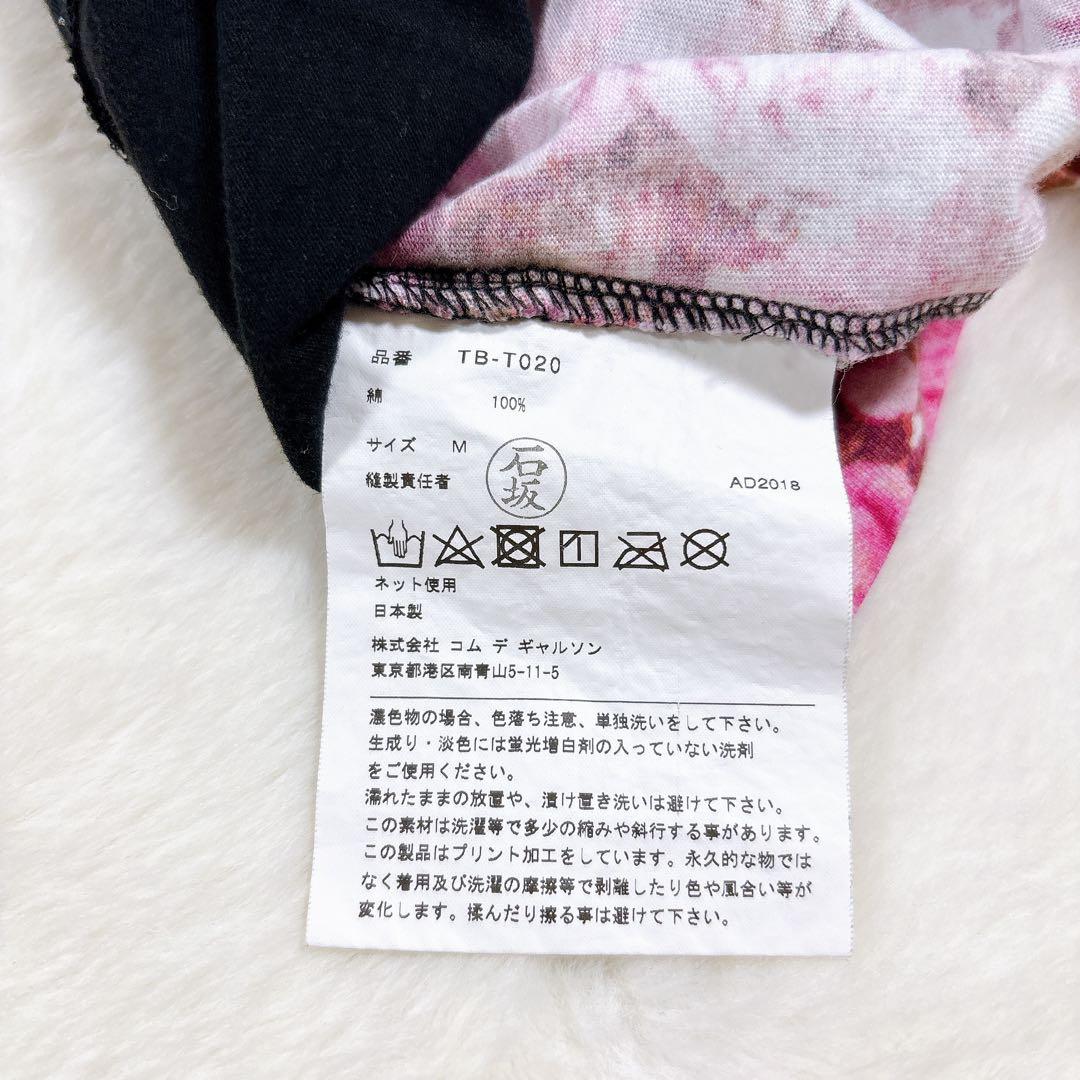 品番 TB-T020
綿 100%
サイズ M
縫製責任者 石坂 AD2018
ネット使用
日本製
株式会社 コム デ ギャルソン
東京都港区南青山5-11-5
濃色物の場合、色落ち注意、単独洗いをして下さい。
生成り・淡色には蛍光増白剤の入っていない洗剤
をご使用ください。
濡れたままの放置や、漬け置き洗いは避けて下さい。
この素材は洗濯等で多少の縮みや斜行する事があります。
この製品はプリント加工をしています。永久的な物では
なく着用及び洗濯の摩擦等で剥離したり色や風合い等が
変化します。揉んだり擦る事は避けて下さい。